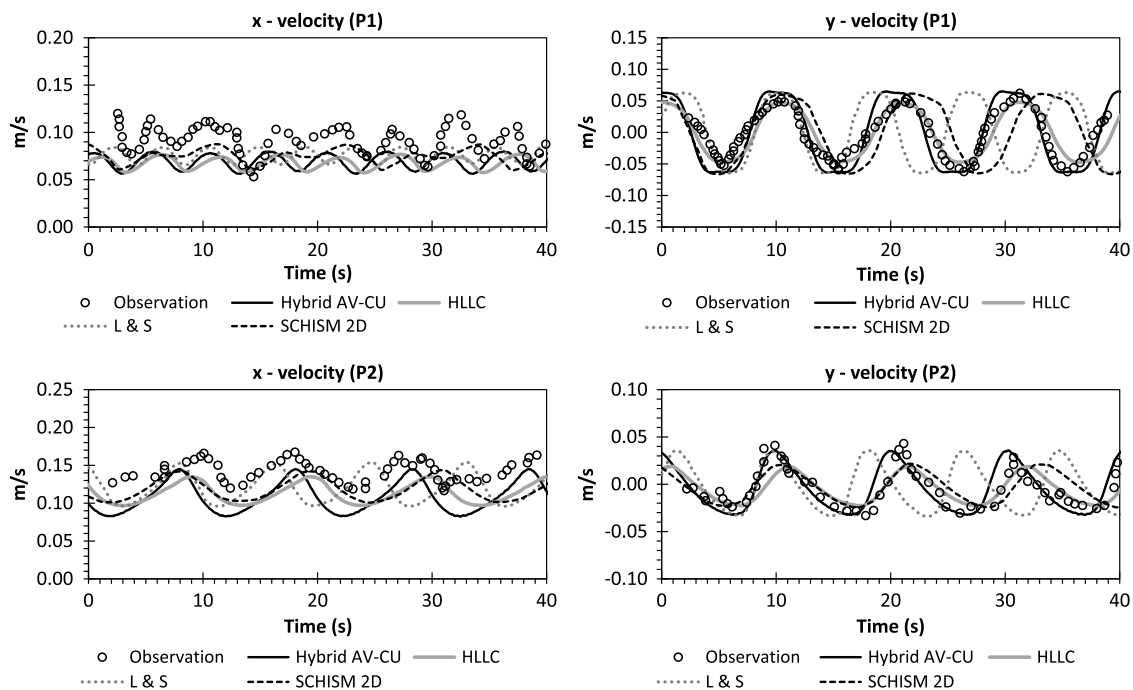 x - velocity (P1)
0.20
0.15
0.10
0.05
0.00
m/s
0 10 20 30 40
Time (s)
Observation Hybrid AV-CU HLLC
L & S SCHISM 2D
y - velocity (P1)
0.15
0.10
0.05
0.00
-0.05
-0.10
-0.15
m/s
0 10 20 30 40
Time (s)
Observation Hybrid AV-CU HLLC
L & S SCHISM 2D
x - velocity (P2)
0.25
0.20
0.15
0.10
0.05
0.00
m/s
0 10 20 30 40
Time (s)
Observation Hybrid AV-CU HLLC
L & S SCHISM 2D
y - velocity (P2)
0.10
0.05
0.00
-0.05
-0.10
m/s
0 10 20 30 40
Time (s)
Observation Hybrid AV-CU HLLC
L & S SCHISM 2D